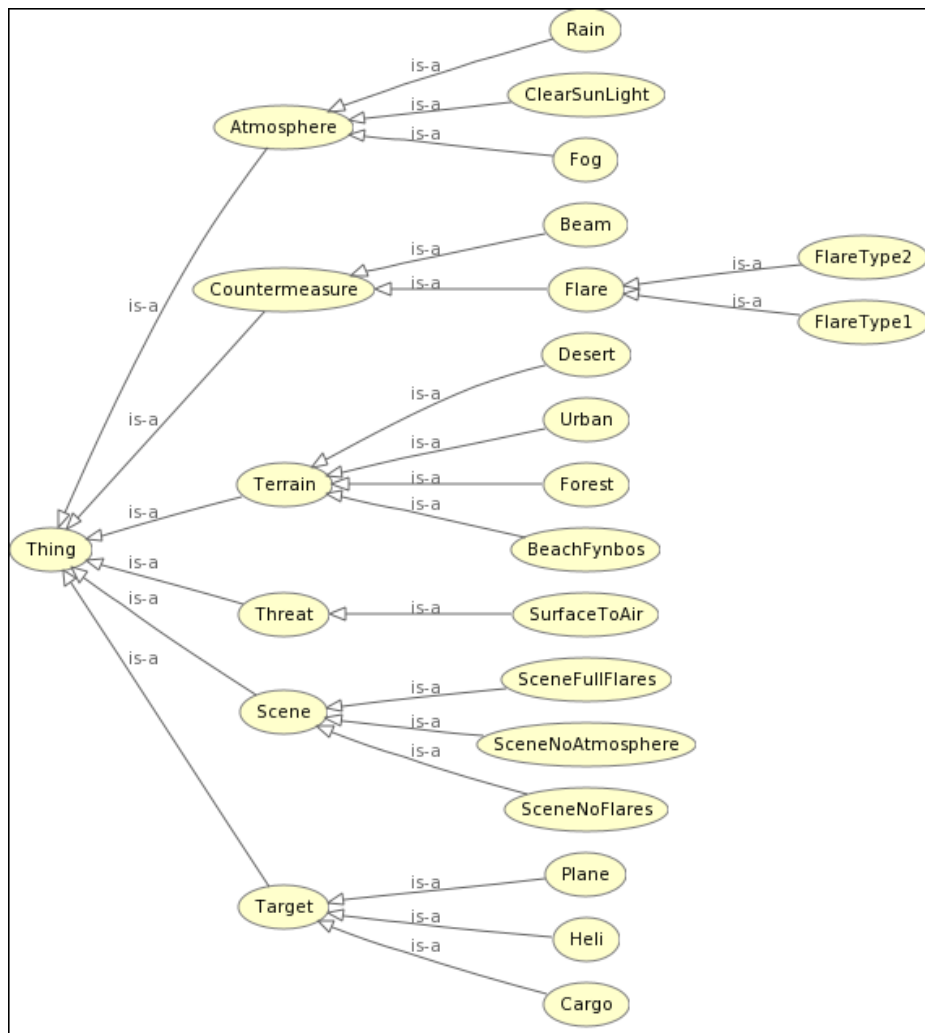 Rain
is-a
ClearSunLight
is-a
Atmosphere
is-a
Fog
Beam
is-a
FlareType2
is-a
Countermeasure
is-a
Flare
is-a
is-a
FlareType1
Desert
is-a
is-a
Urban
is-a
Terrain
is-a
Forest
is-a
is-a
BeachFynbos
Thing
is-a
is-a
Threat
is-a
SurfaceToAir
is-a
SceneFullFlares
is-a
Scene
is-a
SceneNoAtmosphere
is-a
SceneNoFlares
Plane
is-a
Target
is-a
Heli
is-a
Cargo